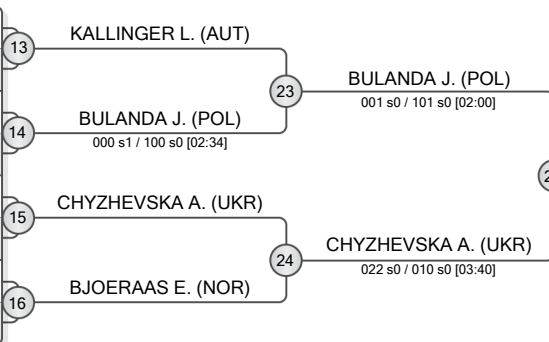 13
KALLINGER L. (AUT)
23
BULANDA J. (POL)
001 s0 / 101 s0 [02:00]
14
BULANDA J. (POL)
000 s1 / 100 s0 [02:34]
15
CHYZHEVSKA A. (UKR)
24
CHYZHEVSKA A. (UKR)
022 s0 / 010 s0 [03:40]
16
BJOERAAS E. (NOR)